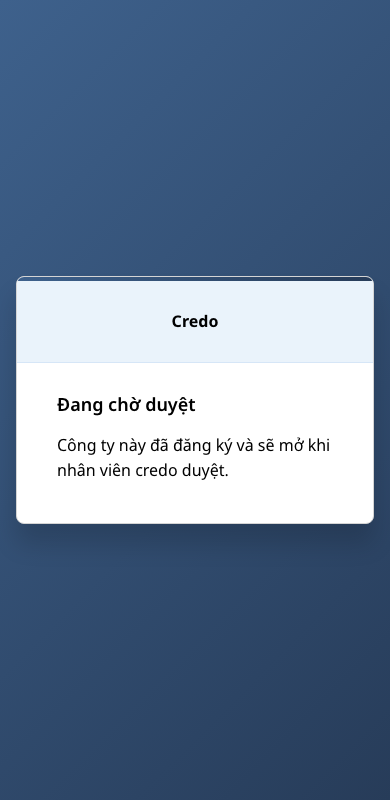 Credo
Đang chờ duyệt
Công ty này đã đăng ký và sẽ mở khi
nhân viên credo duyệt.